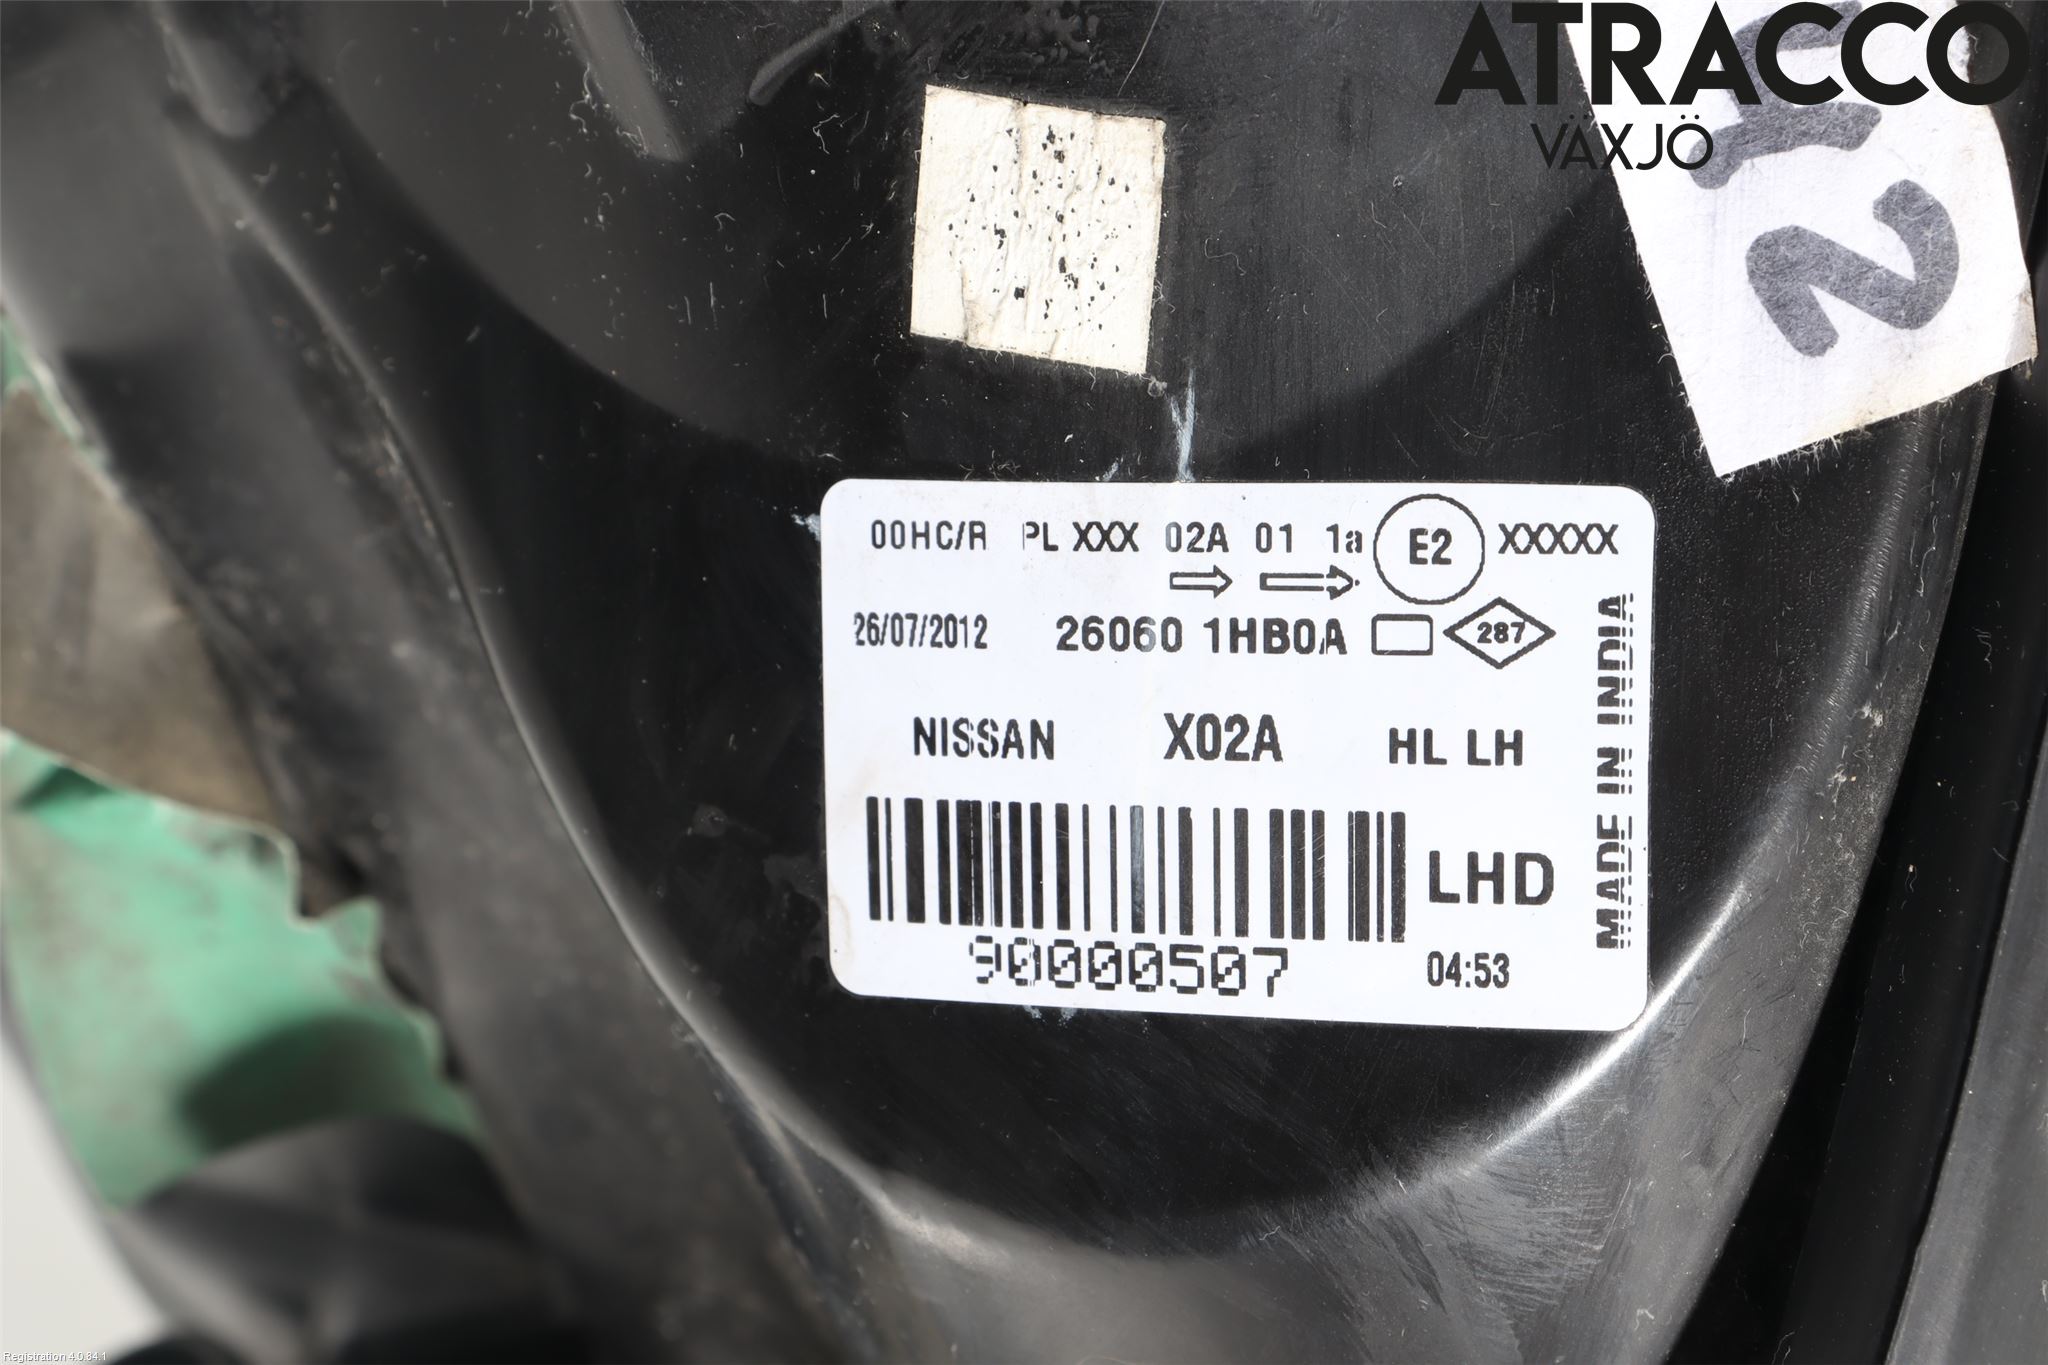 ATRACCO
VÄXJÖ
2
00HC/R PL XXX 02A 01 1a E2 XXXXX
26/07/2012 26060 1HB0A 287
NISSAN X02A HL LH
LHD
90000507 04:53
MADE IN INDIA
Registration 4.0.84.1